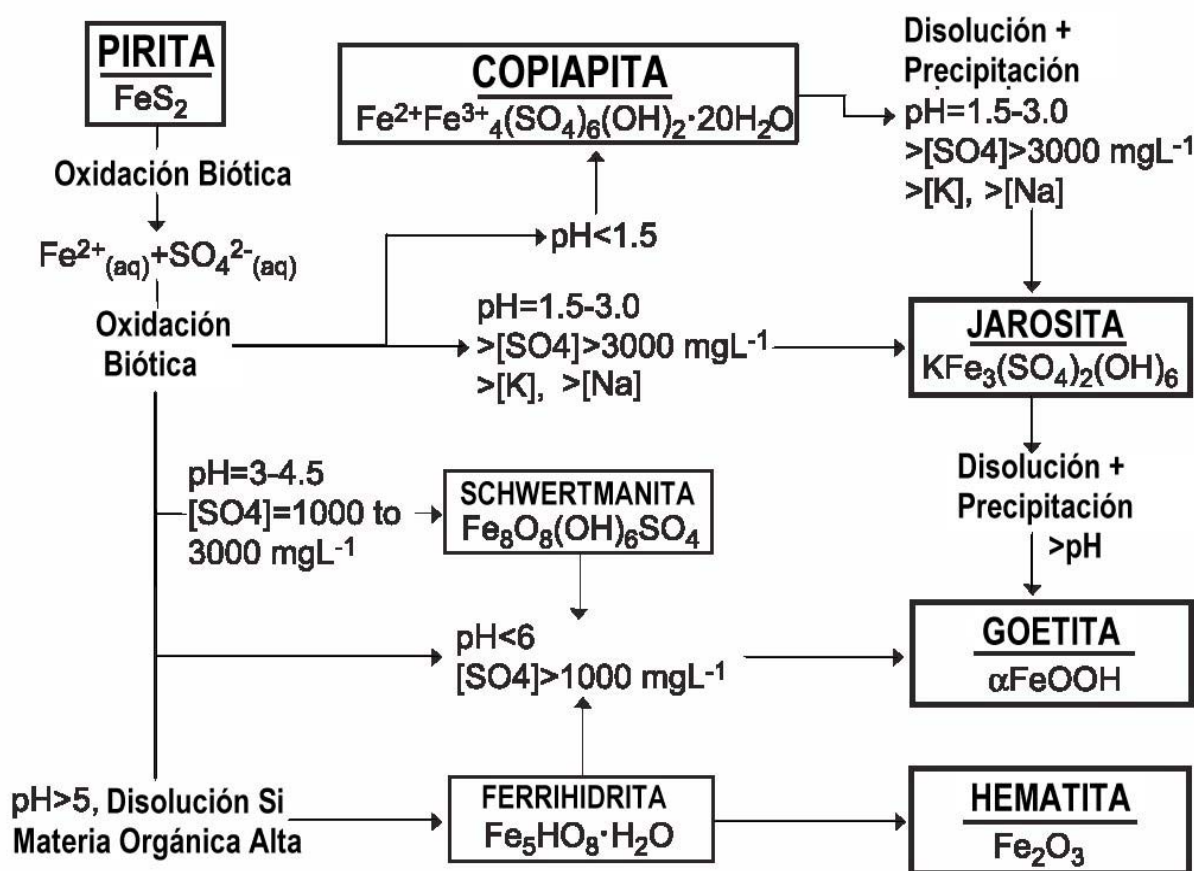 PIRITA
FeS₂
Oxidación Biótica
Fe²⁺₍aq₎+SO₄²⁻₍aq₎
Oxidación
Biótica
COPIAPITA
Fe²⁺Fe³⁺₄(SO₄)₆(OH)₂·20H₂O
pH<1.5
Disolución +
Precipitación
pH=1.5-3.0
>[SO4]>3000 mgL⁻¹
>[K], >[Na]
pH=1.5-3.0
>[SO4]>3000 mgL⁻¹
>[K], >[Na]
JAROSITA
KFe₃(SO₄)₂(OH)₆
Disolución +
Precipitación
>pH
pH=3-4.5
[SO4]=1000 to
3000 mgL⁻¹
SCHWERTMANITA
Fe₈O₈(OH)₆SO₄
pH<6
[SO4]>1000 mgL⁻¹
GOETITA
αFeOOH
pH>5, Disolución Si
Materia Orgánica Alta
FERRIHIDRITA
Fe₅HO₈·H₂O
HEMATITA
Fe₂O₃